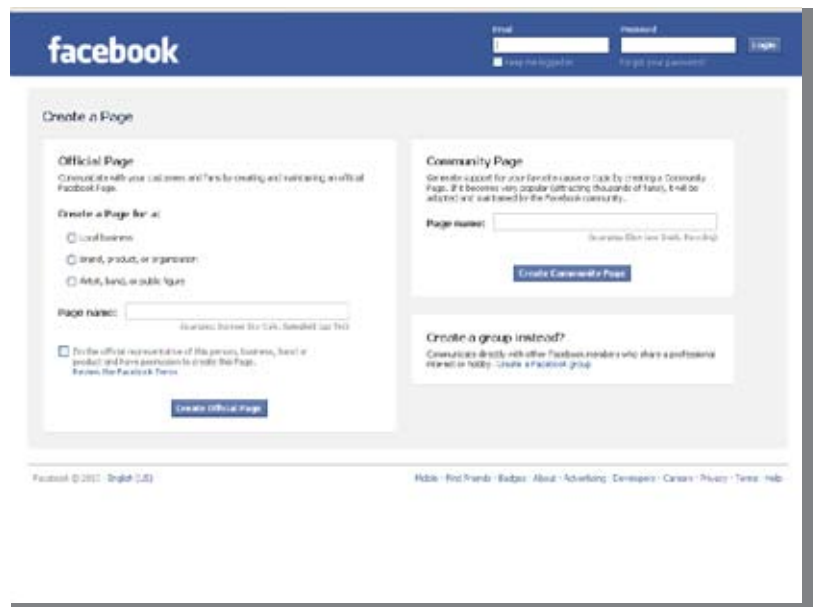 facebook
Email
Password
Login
Keep me logged in
Forgot your password?
Create a Page
Official Page
Communicate with your customers and fans by creating and maintaining an official
Facebook Page.
Create a Page for a:
Local business
Brand, product, or organization
Artist, band, or public figure
Page name:
I'm the official representative of this person, business, band or
product and have permission to create this Page.
Review the Facebook Terms
Create Official Page
Community Page
Generate support for your favorite cause or topic by creating a Community
Page. If it becomes very popular (attracting thousands of fans), it will be
adopted and maintained by the Facebook community.
Page name:
Create Community Page
Create a group instead?
Communicate directly with other Facebook members who share a professional
interest or hobby. Create a Facebook group
Facebook © English (US)
Mobile · Find Friends · Badges · About · Advertising · Developers · Careers · Privacy · Terms · Help